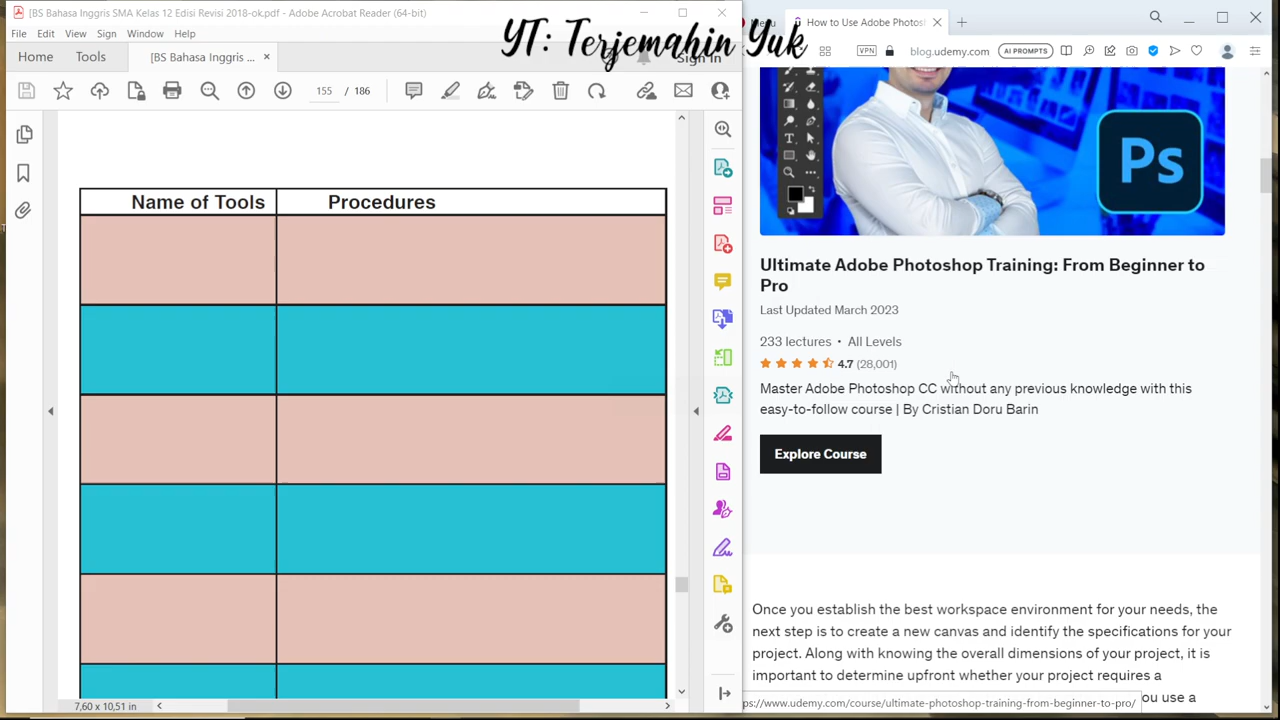 [BS Bahasa Inggris SMA Kelas 12 Edisi Revisi 2018-ok.pdf - Adobe Acrobat Reader (64-bit)
File Edit View Sign Window Help
Home Tools [BS Bahasa Inggris ... × Sign In
YT: Terjemahin Yuk
155 / 186
Name of Tools Procedures
7,60 x 10,51 in
How to Use Adobe Photos
VPN blog.udemy.com AI PROMPTS
T
Ps
Ultimate Adobe Photoshop Training: From Beginner to
Pro
Last Updated March 2023
233 lectures • All Levels
4.7 (28,001)
Master Adobe Photoshop CC without any previous knowledge with this
easy-to-follow course | By Cristian Doru Barin
Explore Course
Once you establish the best workspace environment for your needs, the
next step is to create a new canvas and identify the specifications for your
project. Along with knowing the overall dimensions of your project, it is
important to determine upfront whether your project requires a
ou use a
ps://www.udemy.com/course/ultimate-photoshop-training-from-beginner-to-pro/